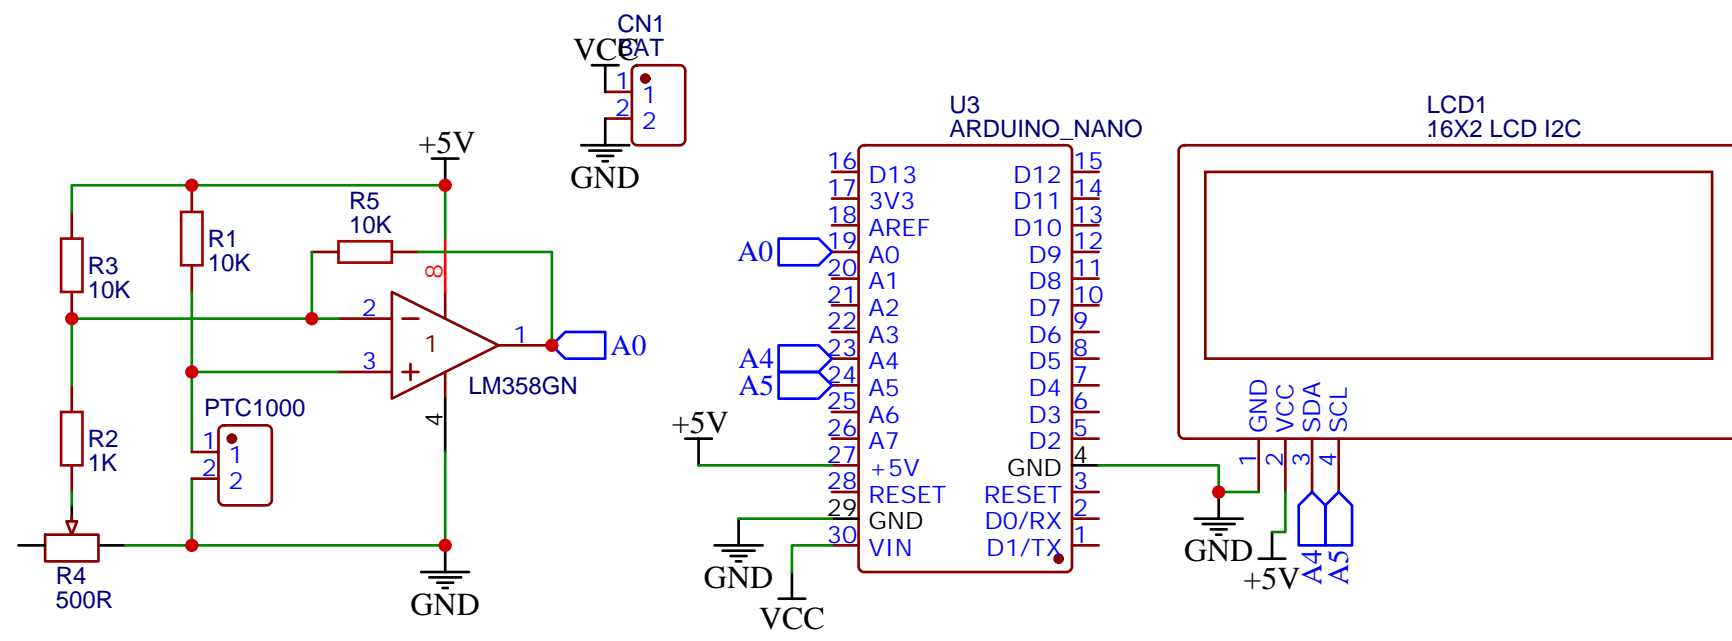 CN1
BAT
VCC
1
1
2
2
GND
+5V
R5
10K
R1
10K
R3
10K
8
2
1
1
A0
3
LM358GN
4
PTC1000
1
1
2
2
R2
1K
R4
500R
GND
U3
ARDUINO_NANO
16 D13 D12 15
17 3V3 D11 14
18 AREF D10 13
A0 19 A0 D9 12
20 A1 D8 11
21 A2 D7 10
22 A3 D6 9
A4 23 A4 D5 8
A5 24 A5 D4 7
25 A6 D3 6
26 A7 D2 5
+5V
27 +5V GND 4
28 RESET RESET 3
29 GND D0/RX 2
30 VIN D1/TX 1
GND
VCC
LCD1
16X2 LCD I2C
GND VCC SDA SCL
1 2 3 4
GND
+5V
A4 A5